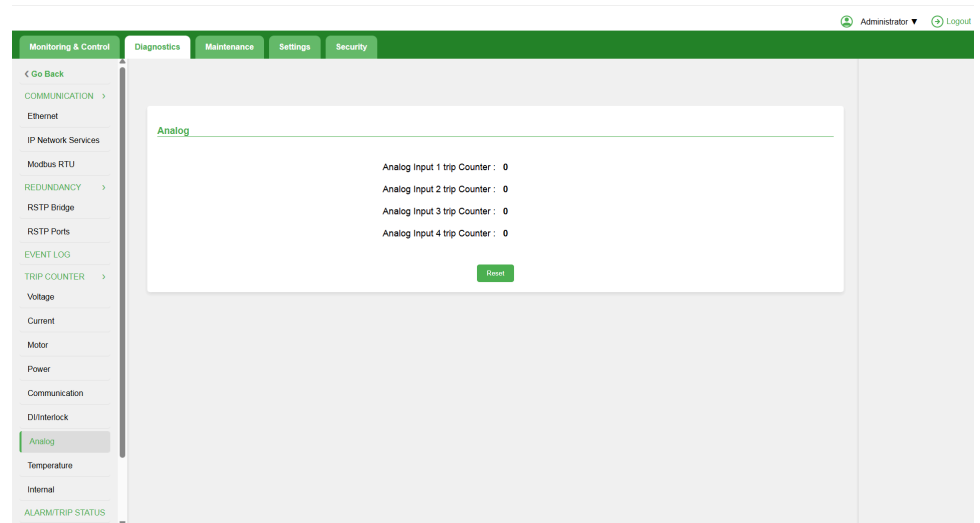 Administrator ▼ Logout
Monitoring & Control Diagnostics Maintenance Settings Security
Go Back
COMMUNICATION
Ethernet
IP Network Services
Modbus RTU
REDUNDANCY
RSTP Bridge
RSTP Ports
EVENT LOG
TRIP COUNTER
Voltage
Current
Motor
Power
Communication
DI/Interlock
Analog
Temperature
Internal
ALARM/TRIP STATUS
Analog
Analog Input 1 trip Counter : 0
Analog Input 2 trip Counter : 0
Analog Input 3 trip Counter : 0
Analog Input 4 trip Counter : 0
Reset